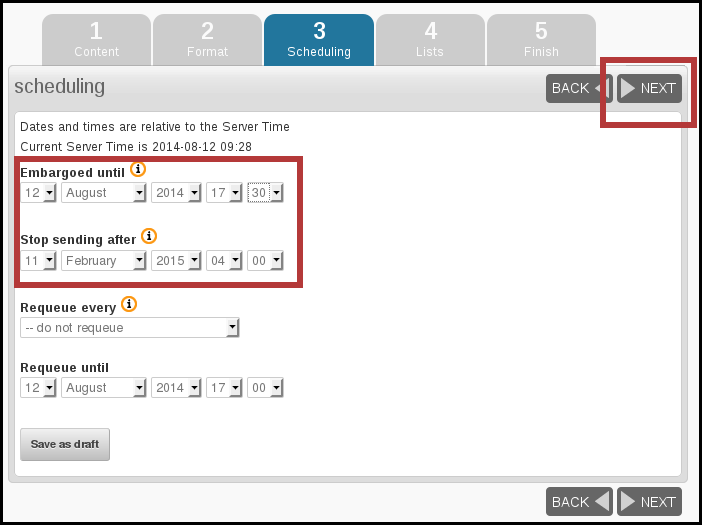 1 2 3 4 5
Content Format Scheduling Lists Finish
scheduling
BACK NEXT
Dates and times are relative to the Server Time
Current Server Time is 2014-08-12 09:28
Embargoed until i
12 August 2014 17 30
Stop sending after i
11 February 2015 04 00
Requeue every i
-- do not requeue
Requeue until
12 August 2014 17 00
Save as draft
BACK NEXT